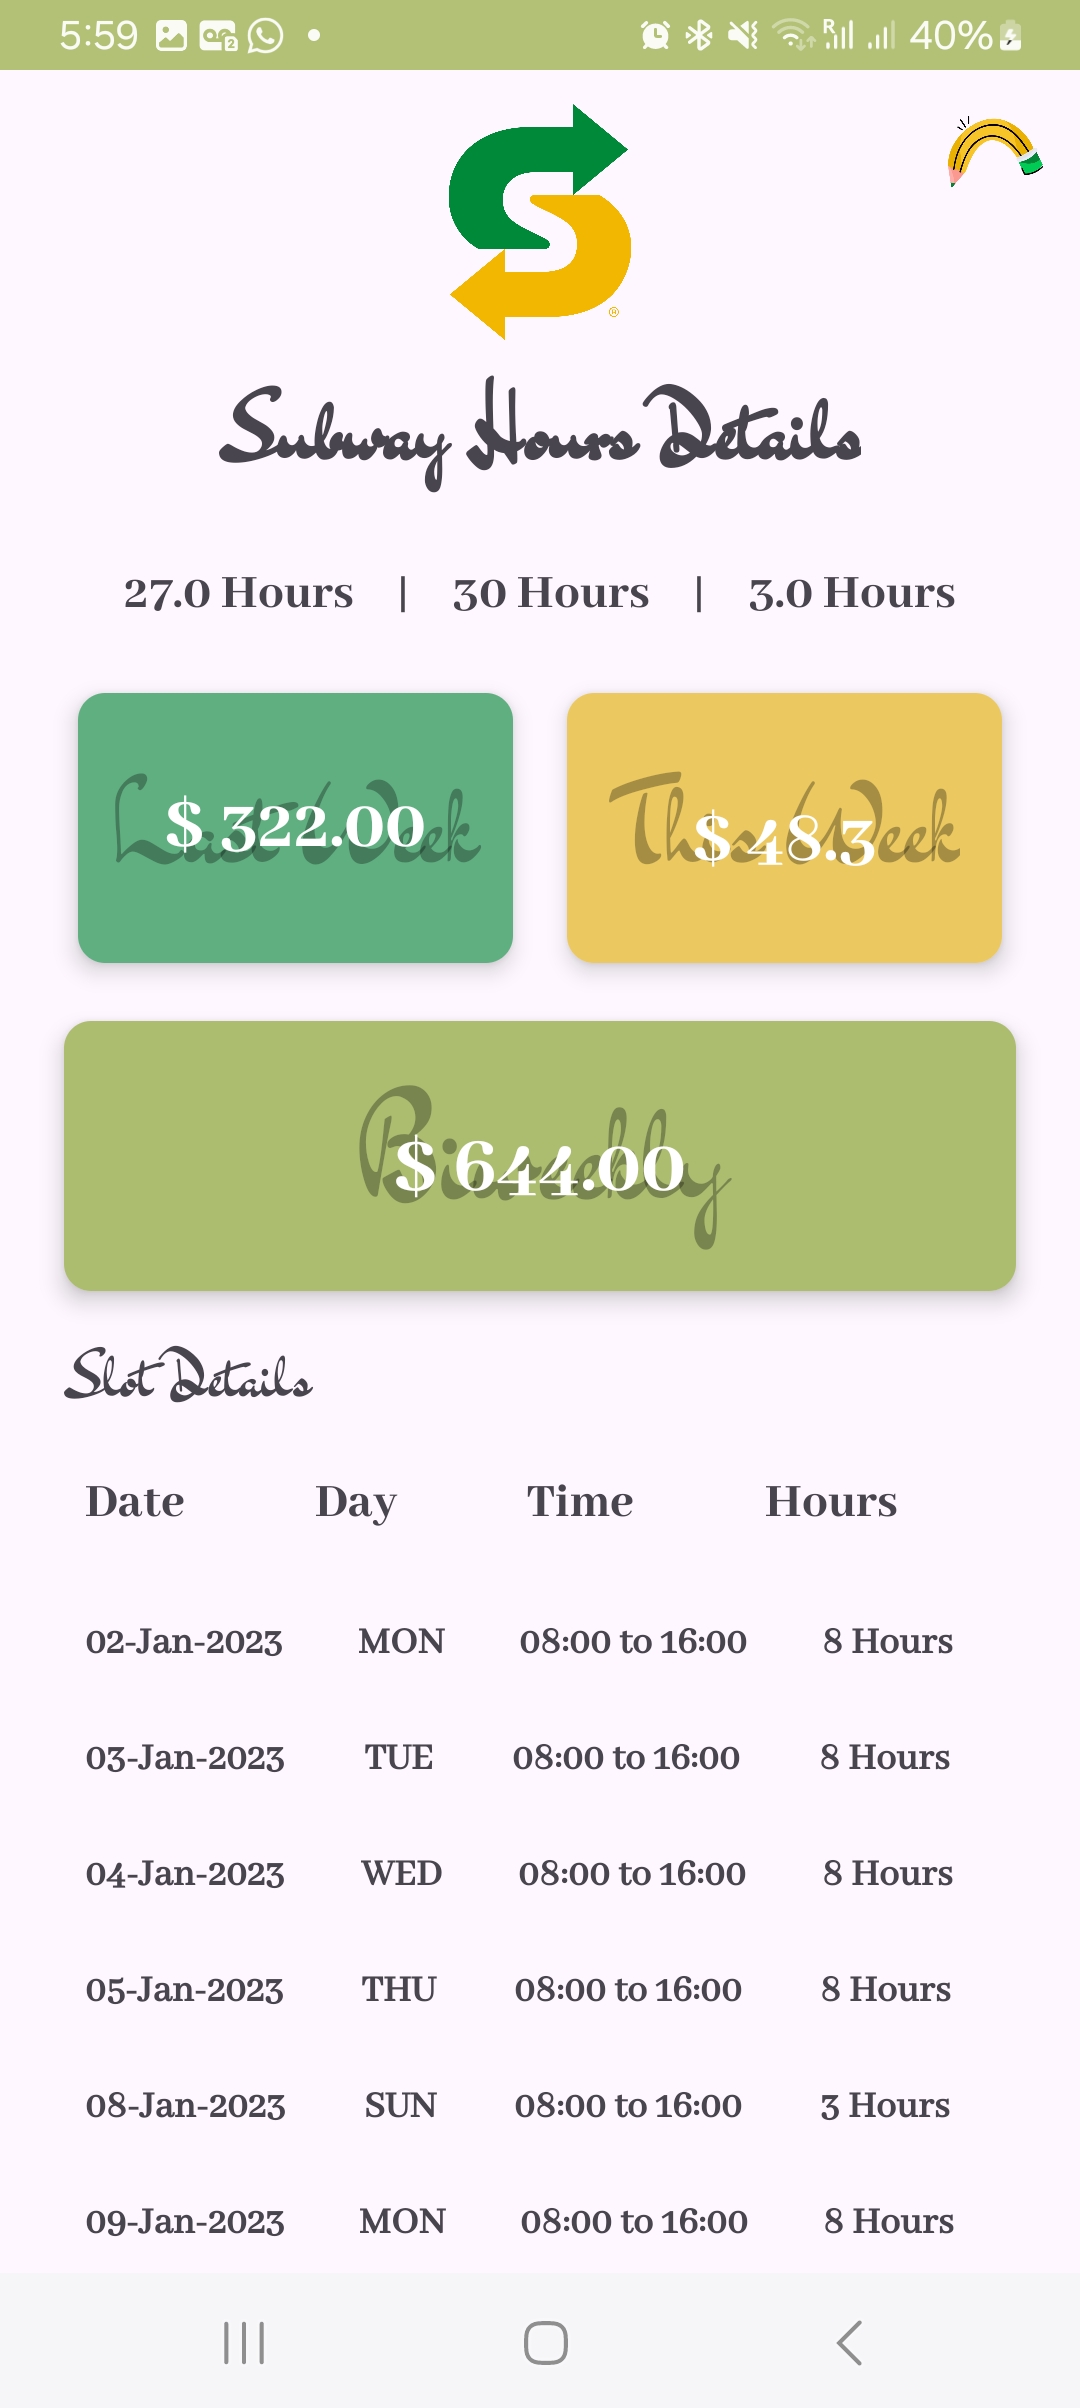 5:59 2 R 40%
®
Subway Hours Details
27.0 Hours | 30 Hours | 3.0 Hours
Last Week This Week
$ 322.00 $ 48.3
Biweekly
$ 644.00
Slot Details
Date Day Time Hours
02-Jan-2023 MON 08:00 to 16:00 8 Hours
03-Jan-2023 TUE 08:00 to 16:00 8 Hours
04-Jan-2023 WED 08:00 to 16:00 8 Hours
05-Jan-2023 THU 08:00 to 16:00 8 Hours
08-Jan-2023 SUN 08:00 to 16:00 3 Hours
09-Jan-2023 MON 08:00 to 16:00 8 Hours